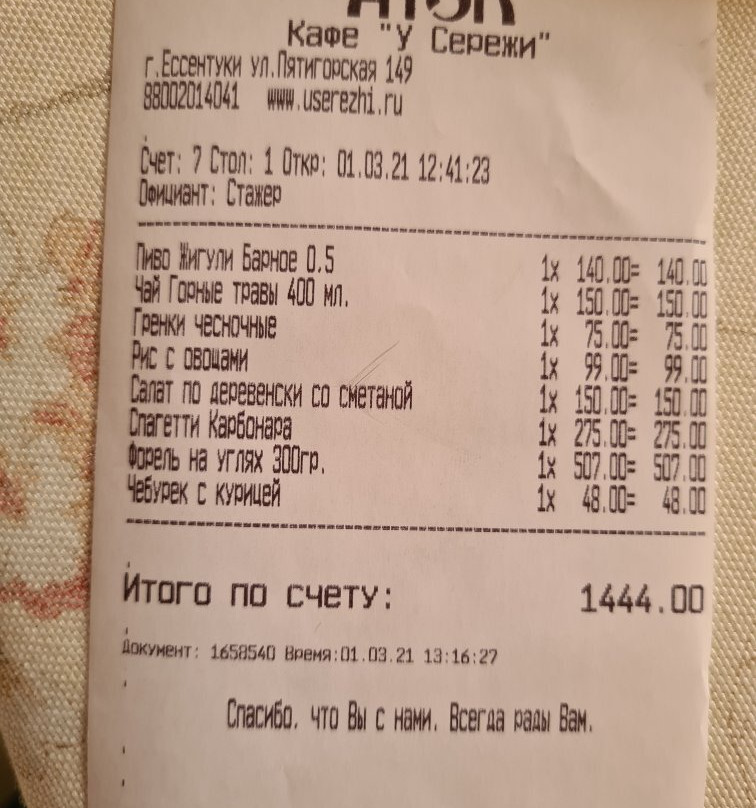 Кафе "У Сережи"
г.Ессентуки ул.Пятигорская 149
88002014041 www.userezhi.ru
Счет: 7 Стол: 1 Откр: 01.03.21 12:41:23
Официант: Стажер
Пиво Жигули Барное 0.5 1x 140.00= 140.00
Чай Горные травы 400 мл. 1x 150.00= 150.00
Гренки чесночные 1x 75.00= 75.00
Рис с овощами 1x 99.00= 99.00
Салат по деревенски со сметаной 1x 150.00= 150.00
Спагетти Карбонара 1x 275.00= 275.00
Форель на углях 300гр. 1x 507.00= 507.00
Чебурек с курицей 1x 48.00= 48.00
Итого по счету: 1444.00
Документ: 1658540 Время:01.03.21 13:16:27
Спасибо, что Вы с нами. Всегда рады Вам.